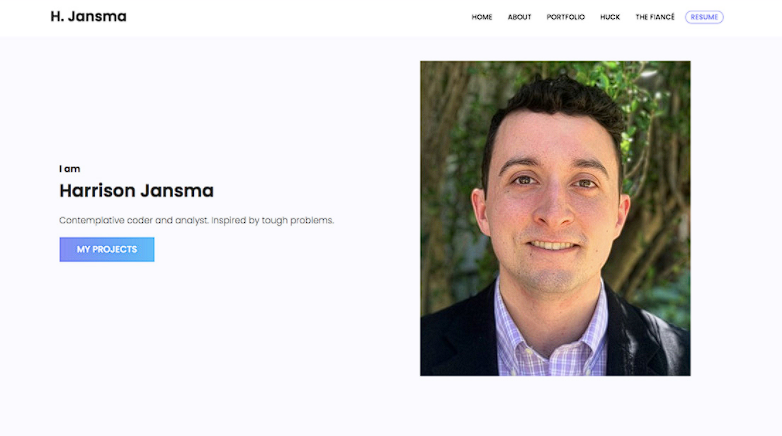 H. Jansma
HOME ABOUT PORTFOLIO HUCK THE FIANCÉ RESUME
I am
Harrison Jansma
Contemplative coder and analyst. Inspired by tough problems.
MY PROJECTS